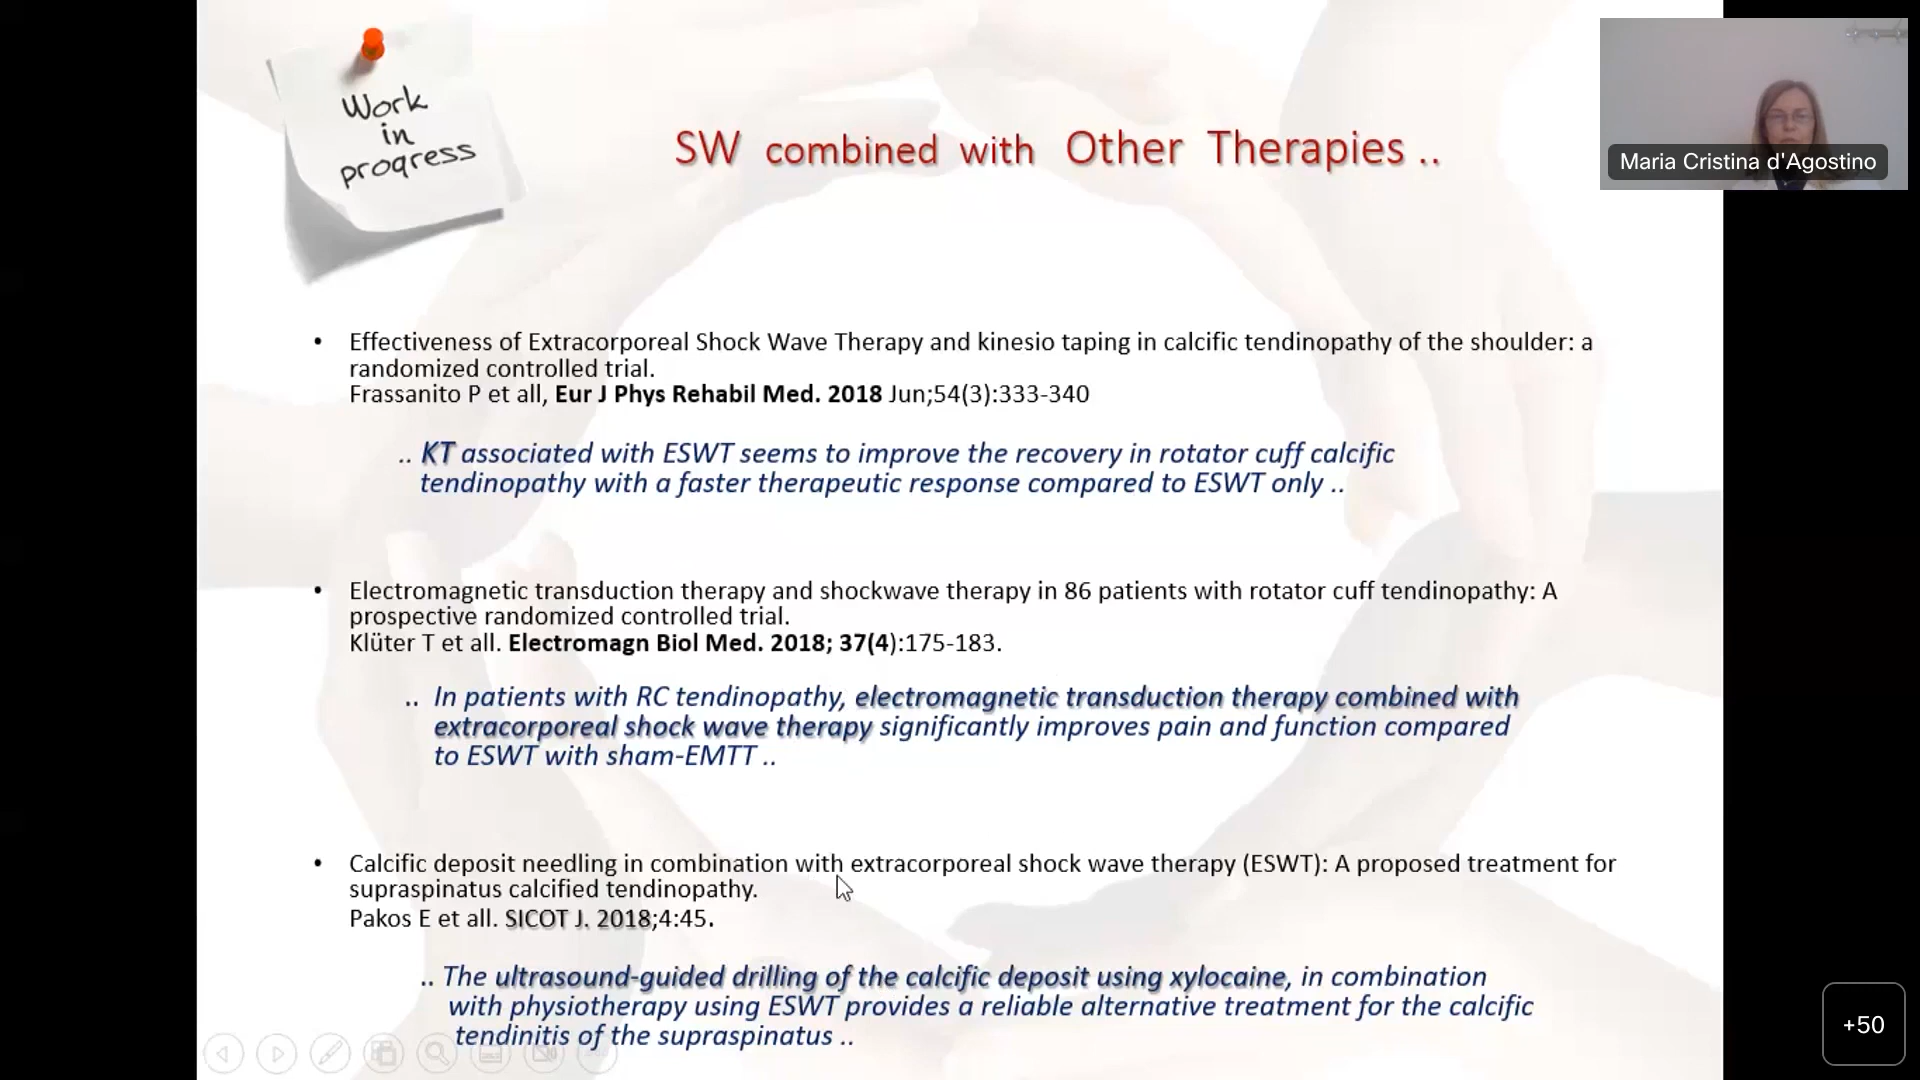 Work
in
progress
SW combined with Other Therapies ..
Maria Cristina d'Agostino
• Effectiveness of Extracorporeal Shock Wave Therapy and kinesio taping in calcific tendinopathy of the shoulder: a
randomized controlled trial.
Frassanito P et all, Eur J Phys Rehabil Med. 2018 Jun;54(3):333-340
.. KT associated with ESWT seems to improve the recovery in rotator cuff calcific
tendinopathy with a faster therapeutic response compared to ESWT only ..
• Electromagnetic transduction therapy and shockwave therapy in 86 patients with rotator cuff tendinopathy: A
prospective randomized controlled trial.
Klüter T et all. Electromagn Biol Med. 2018; 37(4):175-183.
.. In patients with RC tendinopathy, electromagnetic transduction therapy combined with
extracorporeal shock wave therapy significantly improves pain and function compared
to ESWT with sham-EMTT ..
• Calcific deposit needling in combination with extracorporeal shock wave therapy (ESWT): A proposed treatment for
supraspinatus calcified tendinopathy.
Pakos E et all. SICOT J. 2018;4:45.
.. The ultrasound-guided drilling of the calcific deposit using xylocaine, in combination
with physiotherapy using ESWT provides a reliable alternative treatment for the calcific
tendinitis of the supraspinatus ..
+50